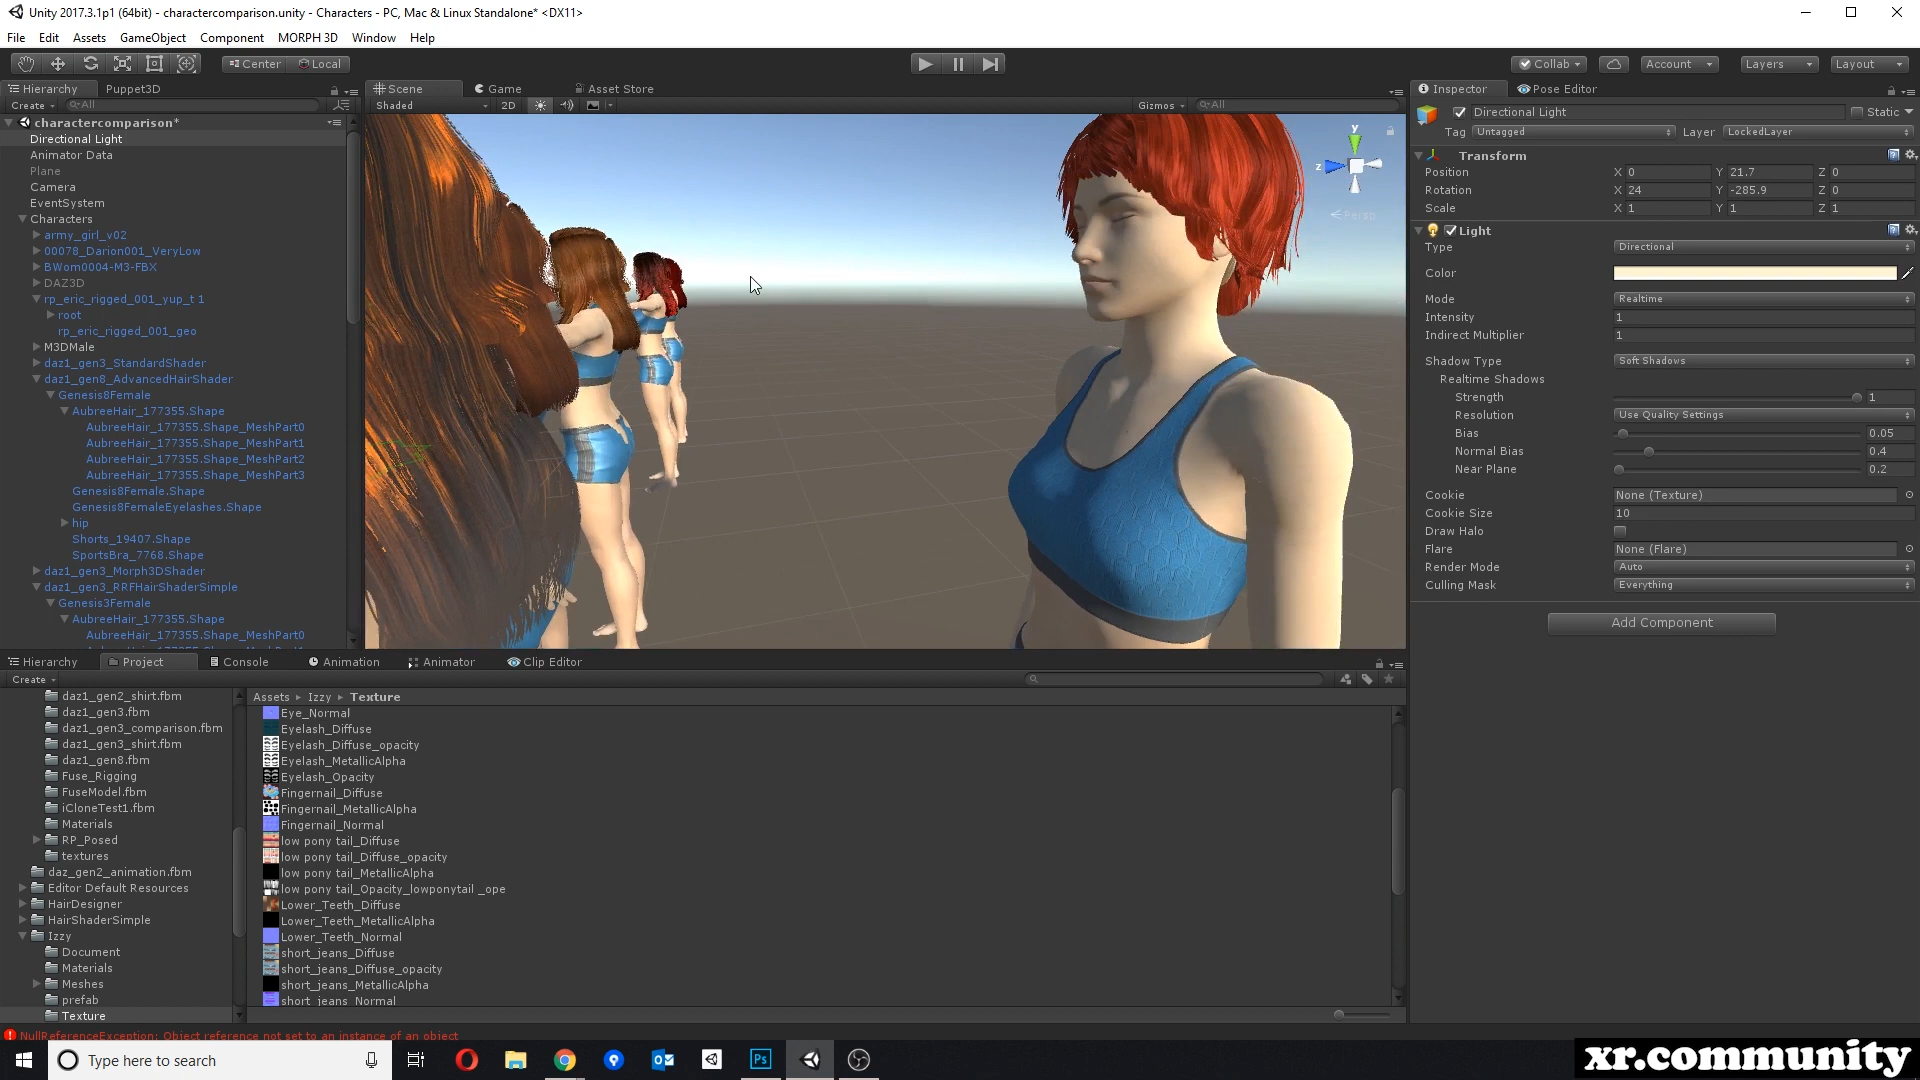 Unity 2017.3.1p1 (64bit) - charactercomparison.unity - Characters - PC, Mac & Linux Standalone* <DX11>
File Edit Assets GameObject Component MORPH 3D Window Help
Center Local Collab Account Layers Layout
Hierarchy Puppet3D
Create All
charactercomparison*
Directional Light
Animator Data
Plane
Camera
EventSystem
Characters
army_girl_v02
00078_Darion001_VeryLow
BWom0004-M3-FBX
DAZ3D
rp_eric_rigged_001_yup_t 1
root
rp_eric_rigged_001_geo
M3DMale
daz1_gen3_StandardShader
daz1_gen8_AdvancedHairShader
Genesis8Female
AubreeHair_177355.Shape
AubreeHair_177355.Shape_MeshPart0
AubreeHair_177355.Shape_MeshPart1
AubreeHair_177355.Shape_MeshPart2
AubreeHair_177355.Shape_MeshPart3
Genesis8Female.Shape
Genesis8FemaleEyelashes.Shape
hip
Shorts_19407.Shape
SportsBra_7768.Shape
daz1_gen3_Morph3DShader
daz1_gen3_RRFHairShaderSimple
Genesis3Female
AubreeHair_177355.Shape
AubreeHair_177355.Shape_MeshPart0
Scene Game Asset Store
Shaded 2D Gizmos All
y
z
Persp
Inspector Pose Editor
Directional Light Static
Tag Untagged Layer LockedLayer
Transform
Position X 0 Y 21.7 Z 0
Rotation X 24 Y -285.9 Z 0
Scale X 1 Y 1 Z 1
Light
Type Directional
Color
Mode Realtime
Intensity 1
Indirect Multiplier 1
Shadow Type Soft Shadows
Realtime Shadows
Strength 1
Resolution Use Quality Settings
Bias 0.05
Normal Bias 0.4
Near Plane 0.2
Cookie None (Texture)
Cookie Size 10
Draw Halo
Flare None (Flare)
Render Mode Auto
Culling Mask Everything
Add Component
Hierarchy Project Console Animation Animator Clip Editor
Create
daz1_gen2_shirt.fbm
daz1_gen3.fbm
daz1_gen3_comparison.fbm
daz1_gen3_shirt.fbm
daz1_gen8.fbm
Fuse_Rigging
FuseModel.fbm
iCloneTest1.fbm
Materials
RP_Posed
textures
daz_gen2_animation.fbm
Editor Default Resources
HairDesigner
HairShaderSimple
Izzy
Document
Materials
Meshes
prefab
Texture
Assets Izzy Texture
Eye_Normal
Eyelash_Diffuse
Eyelash_Diffuse_opacity
Eyelash_MetallicAlpha
Eyelash_Opacity
Fingernail_Diffuse
Fingernail_MetallicAlpha
Fingernail_Normal
low pony tail_Diffuse
low pony tail_Diffuse_opacity
low pony tail_MetallicAlpha
low pony tail_Opacity_lowponytail _ope
Lower_Teeth_Diffuse
Lower_Teeth_MetallicAlpha
Lower_Teeth_Normal
short_jeans_Diffuse
short_jeans_Diffuse_opacity
short_jeans_MetallicAlpha
short_jeans_Normal
NullReferenceException: Object reference not set to an instance of an object
Type here to search
Ps
xr.community